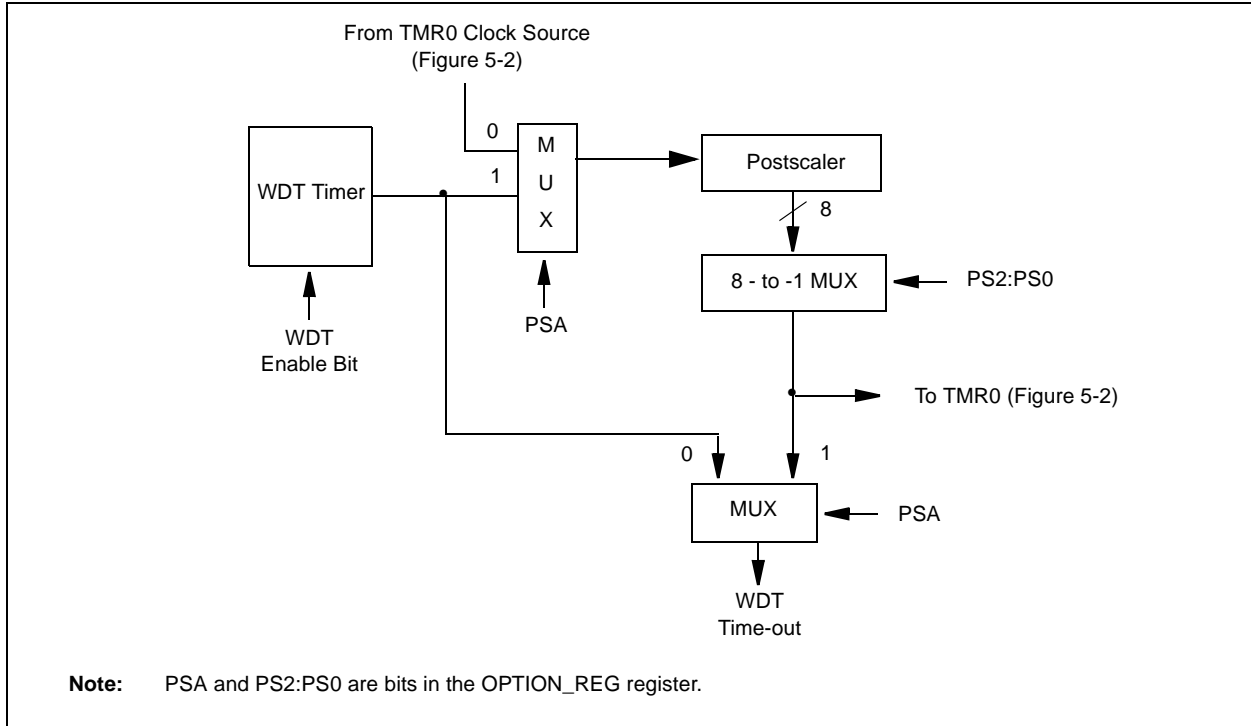 From TMR0 Clock Source
(Figure 5-2)
0
1
M
U
X
WDT Timer
Postscaler
8
8 - to -1 MUX
PS2:PS0
PSA
WDT
Enable Bit
To TMR0 (Figure 5-2)
0
1
MUX
PSA
WDT
Time-out
Note: PSA and PS2:PS0 are bits in the OPTION_REG register.